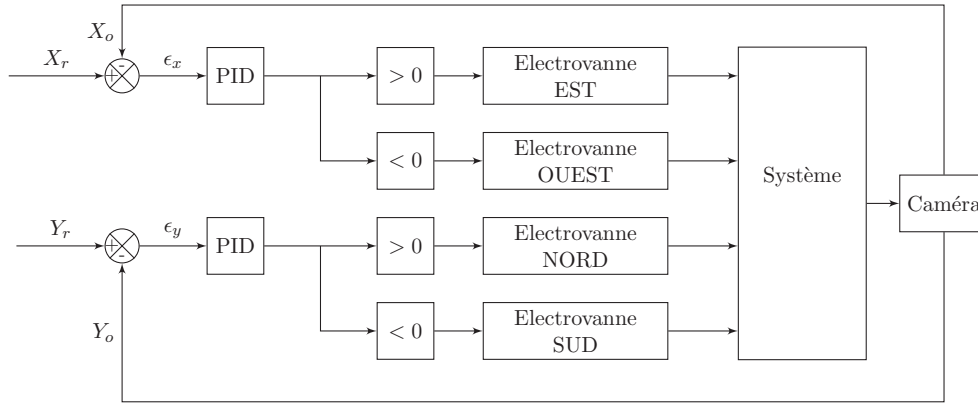 X_o
X_r
+
-
ϵ_x
PID
> 0
Electrovanne
EST
< 0
Electrovanne
OUEST
Système
Caméra
Y_r
+
-
ϵ_y
PID
> 0
Electrovanne
NORD
< 0
Electrovanne
SUD
Y_o